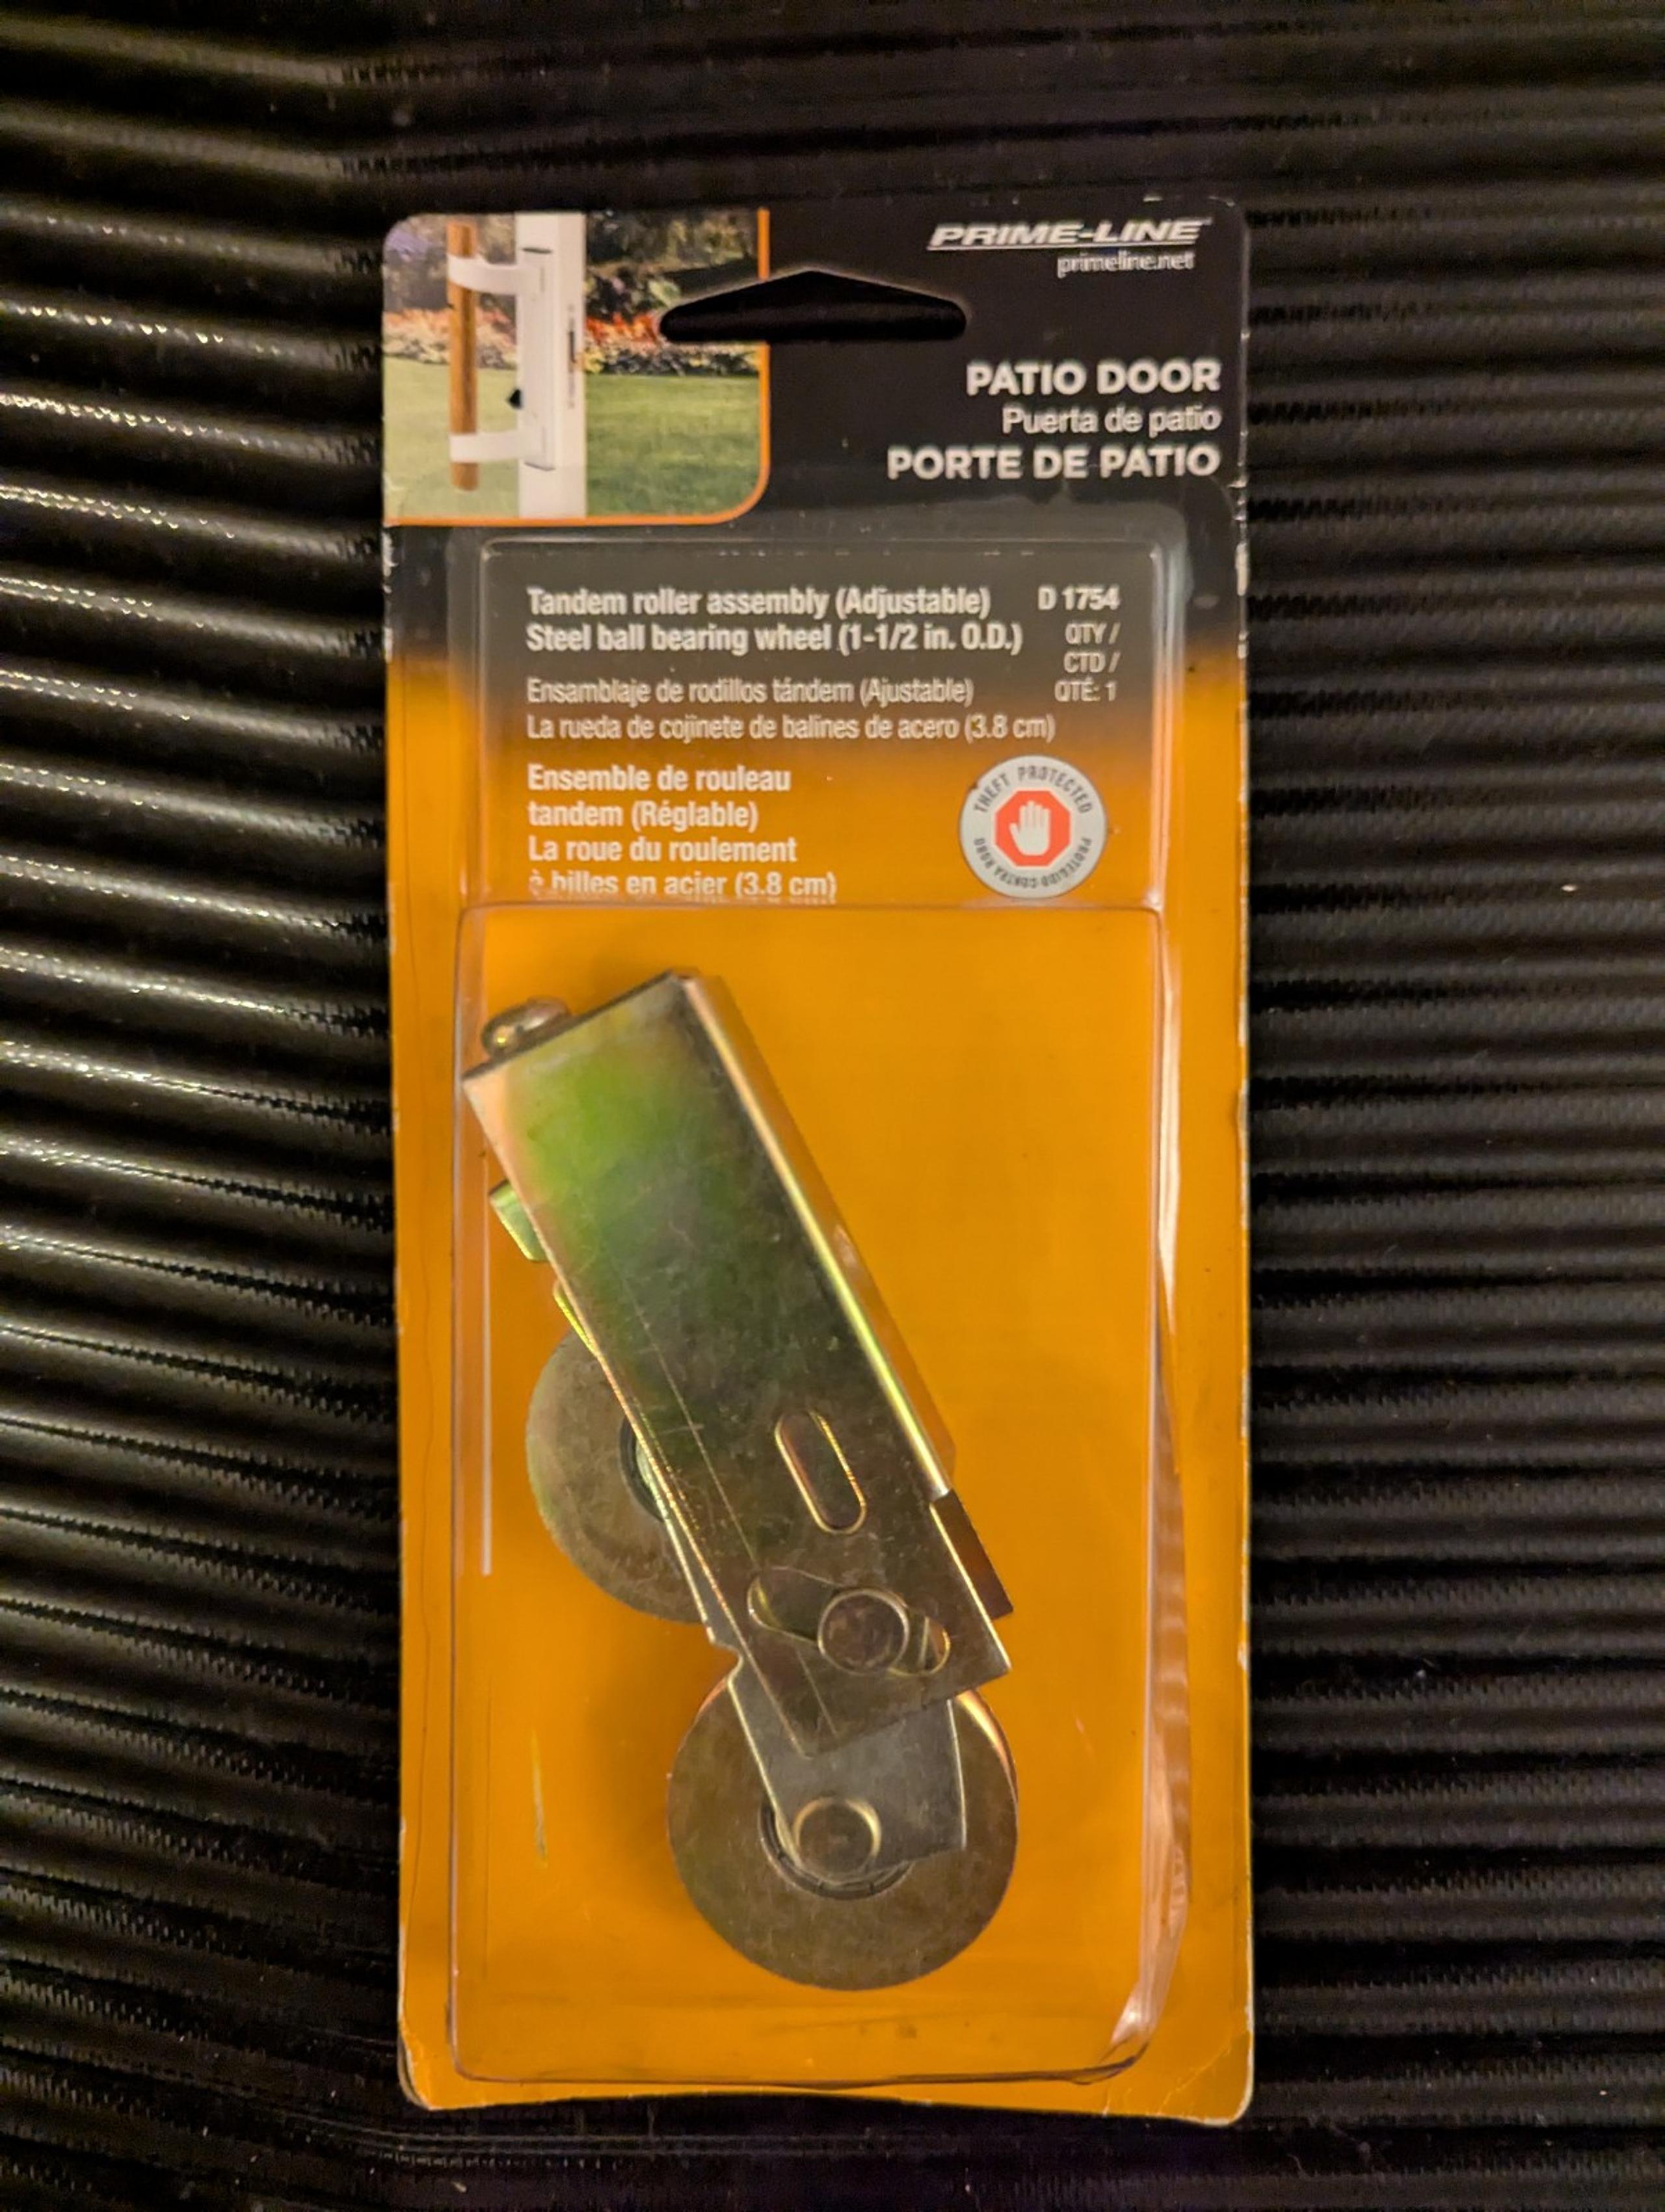 PRIME-LINE
primeline.net
PATIO DOOR
Puerta de patio
PORTE DE PATIO
Tandem roller assembly (Adjustable)
Steel ball bearing wheel (1-1/2 in. O.D.)
D 1754
QTY /
CTD /
QTÉ: 1
Ensamblaje de rodillos tándem (Ajustable)
La rueda de cojinete de balines de acero (3.8 cm)
Ensemble de rouleau
tandem (Réglable)
La roue du roulement
à billes en acier (3.8 cm)
THEFT PROTECTED
PROTEGIDO CONTRA ROBO